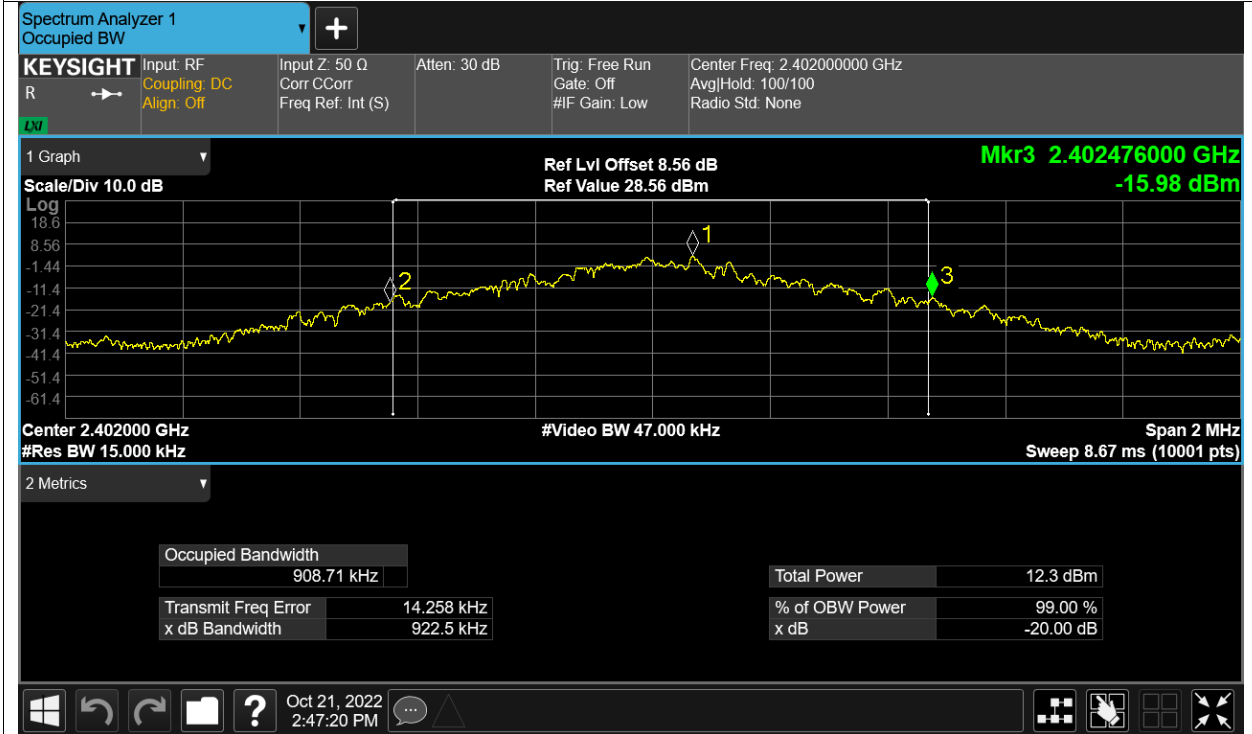 Spectrum Analyzer 1
Occupied BW
KEYSIGHT Input: RF Input Z: 50 Ω Atten: 30 dB Trig: Free Run Center Freq: 2.402000000 GHz
R Coupling: DC Corr CCorr Gate: Off Avg|Hold: 100/100
Align: Off Freq Ref: Int (S) #IF Gain: Low Radio Std: None
LXI
1 Graph Ref Lvl Offset 8.56 dB Mkr3 2.402476000 GHz
Scale/Div 10.0 dB Ref Value 28.56 dBm -15.98 dBm
Log
18.6
8.56
-1.44
-11.4
-21.4
-31.4
-41.4
-51.4
-61.4
1
2
3
Center 2.402000 GHz #Video BW 47.000 kHz Span 2 MHz
#Res BW 15.000 kHz Sweep 8.67 ms (10001 pts)
2 Metrics
Occupied Bandwidth
908.71 kHz Total Power 12.3 dBm
Transmit Freq Error 14.258 kHz % of OBW Power 99.00 %
x dB Bandwidth 922.5 kHz x dB -20.00 dB
? Oct 21, 2022
2:47:20 PM